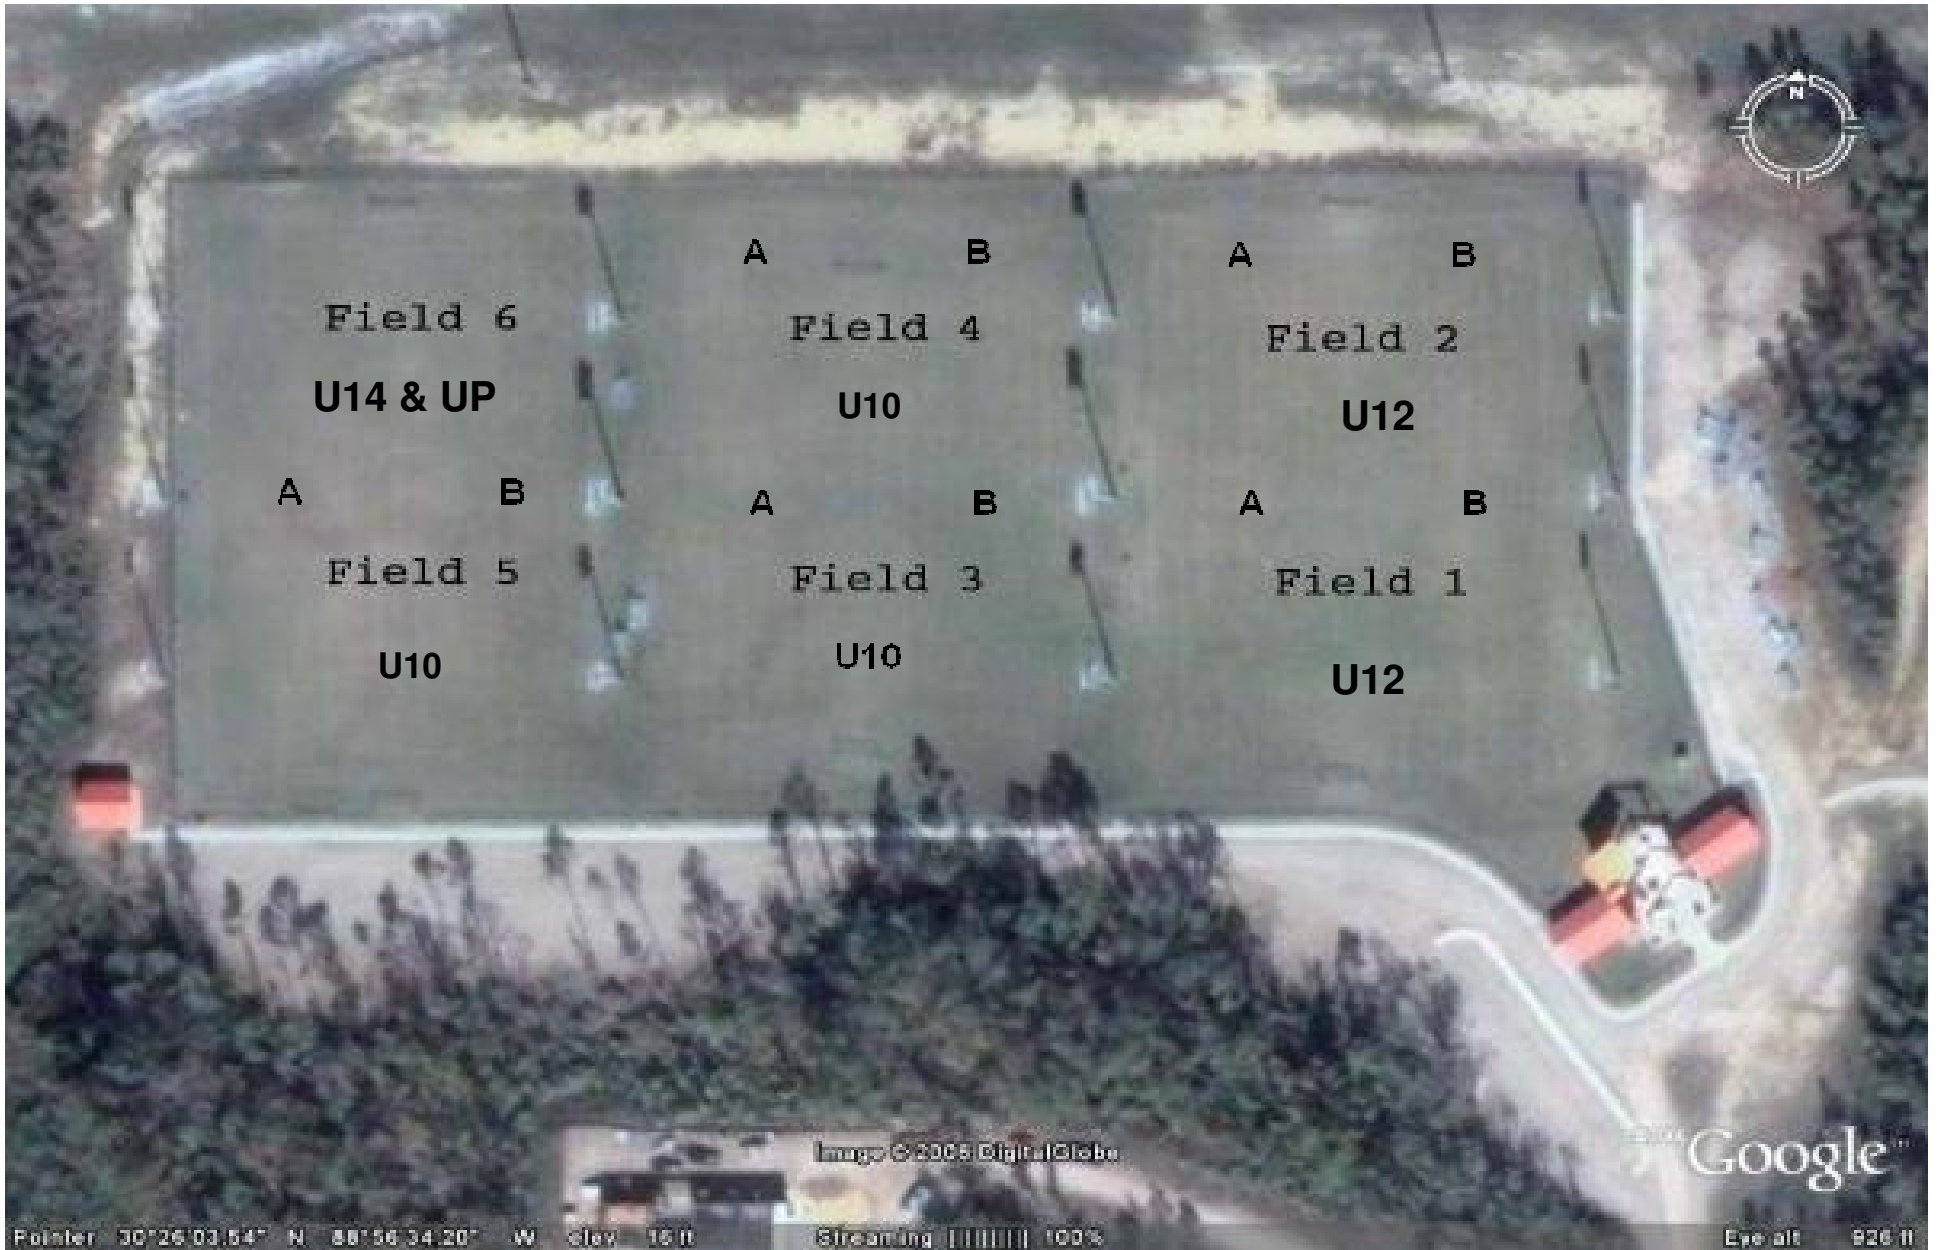 N
A B
A B
Field 6
Field 4
Field 2
U14 & UP
U10
U12
A B
A B
A B
Field 5
Field 3
Field 1
U10
U10
U12
Image © 2006 DigitalGlobe
Google
Pointer 30°26'03.54" N 88°56'34.20" W elev 16 ft Streaming ||||||||| 100% Eye alt 926 ft